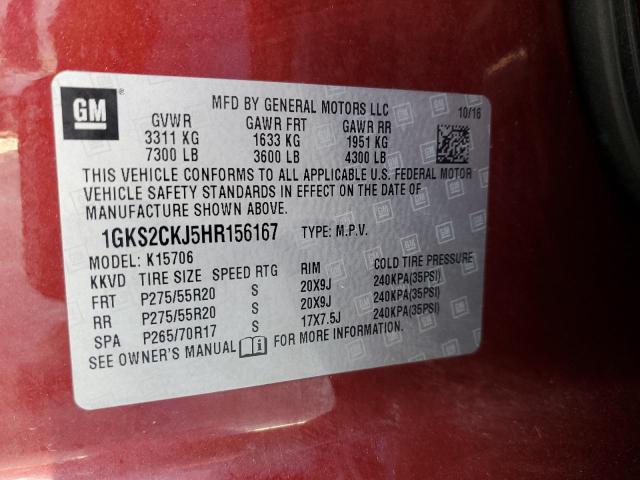 GM
MFD BY GENERAL MOTORS LLC 10/16
GVWR GAWR FRT GAWR RR
3311 KG 1633 KG 1951 KG
7300 LB 3600 LB 4300 LB
THIS VEHICLE CONFORMS TO ALL APPLICABLE U.S. FEDERAL MOTOR
VEHICLE SAFETY STANDARDS IN EFFECT ON THE DATE OF
MANUFACTURE SHOWN ABOVE.
1GKS2CKJ5HR156167 TYPE: M.P.V.
MODEL: K15706
KKVD TIRE SIZE SPEED RTG RIM COLD TIRE PRESSURE
FRT P275/55R20 S 20X9J 240KPA(35PSI)
RR P275/55R20 S 20X9J 240KPA(35PSI)
SPA P265/70R17 S 17X7.5J 240KPA(35PSI)
SEE OWNER'S MANUAL FOR MORE INFORMATION.